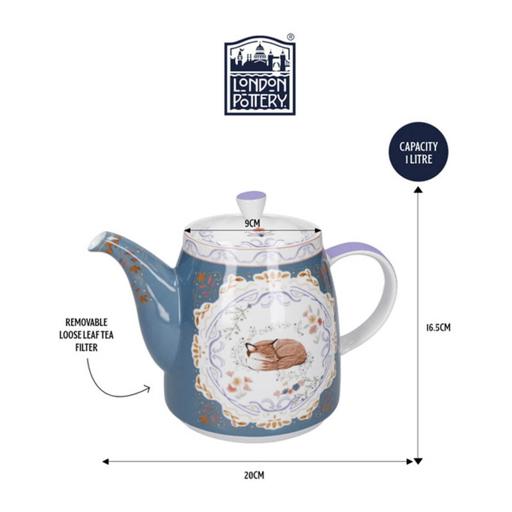 ®
LONDON
POTTERY
CAPACITY
1 LITRE
9CM
REMOVABLE
LOOSE LEAF TEA
FILTER
16.5CM
20CM